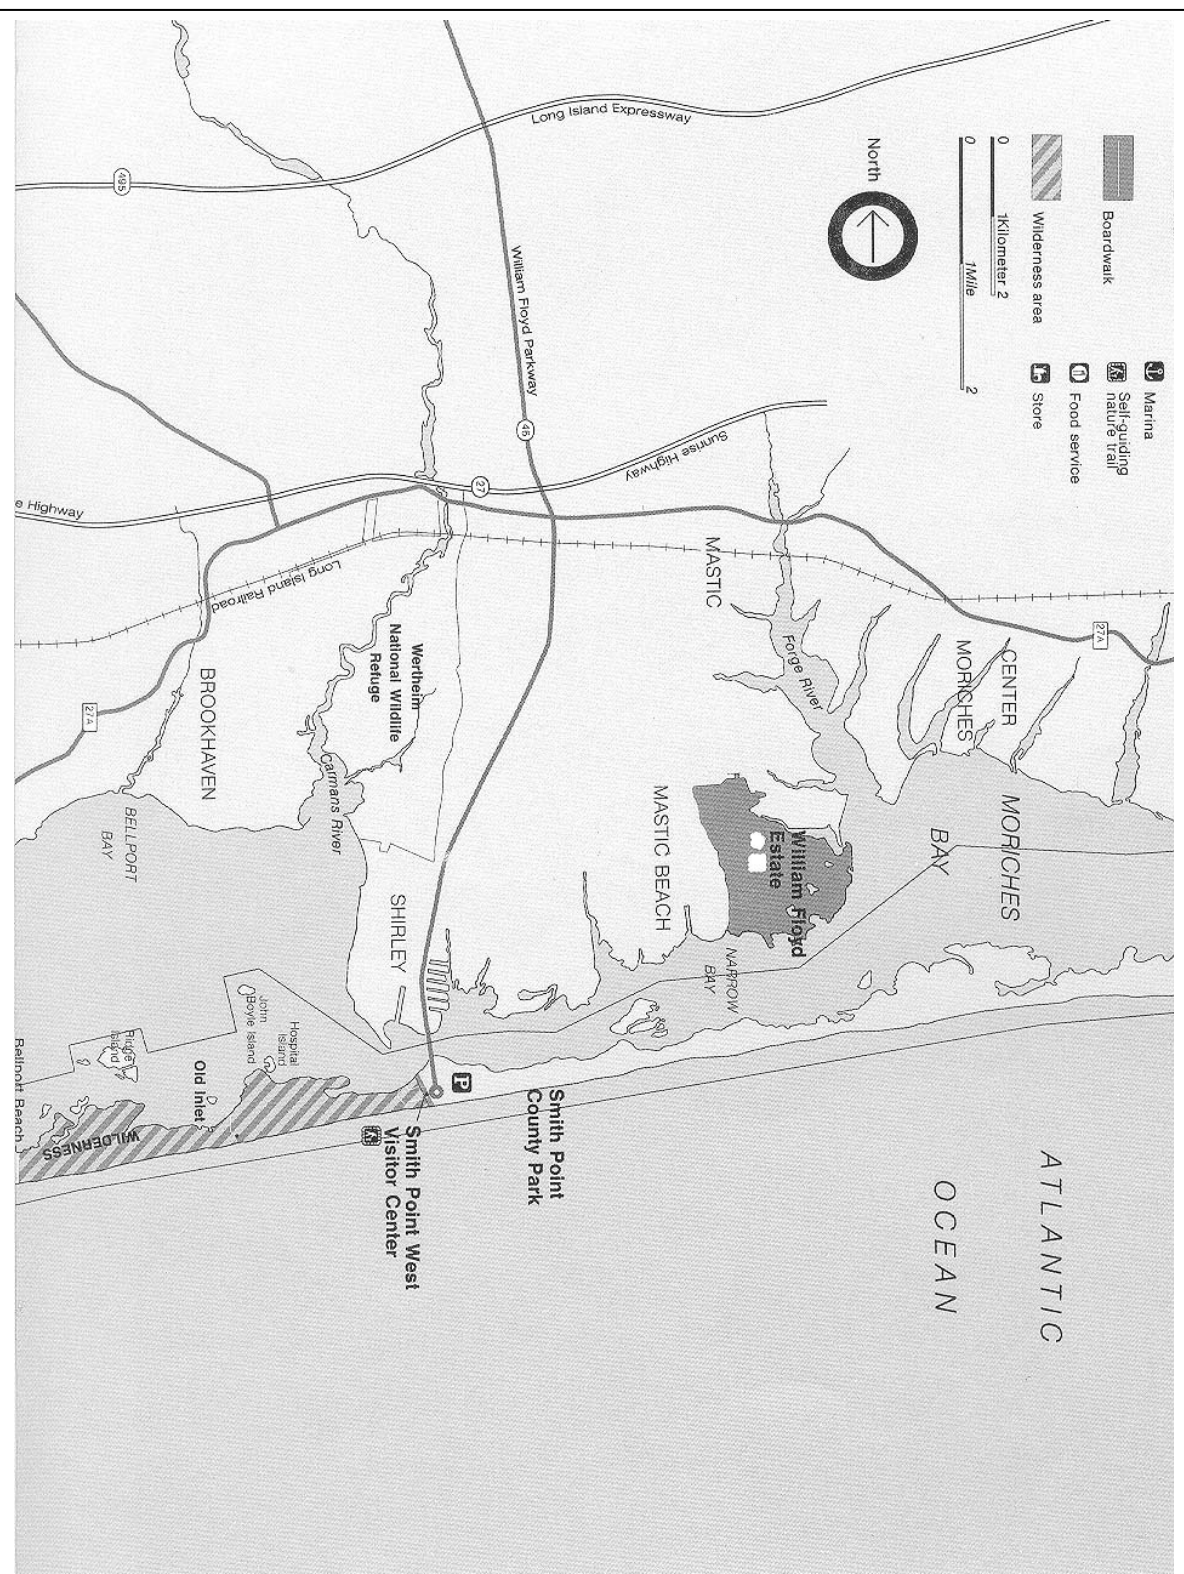 Long Island Expressway
495
North
0
1Kilometer 2
0
1Mile
2
Boardwalk
Wilderness area
Marina
Self-guiding
nature trail
Food service
Store
William Floyd Parkway
46
Sunrise Highway
27
e Highway
Long Island Railroad
MASTIC
Forge River
CENTER
MORICHES
27A
Wertheim
National Wildlife
Refuge
BROOKHAVEN
27A
Carmans River
BELLPORT
BAY
SHIRLEY
MASTIC BEACH
William Floyd
Estate
MORICHES
BAY
NARROW
BAY
John
Boyle Island
Hospital
Island
Ridge
Island
Old Inlet
Bellport Beach
WILDERNESS
P
Smith Point
County Park
Smith Point West
Visitor Center
ATLANTIC
OCEAN